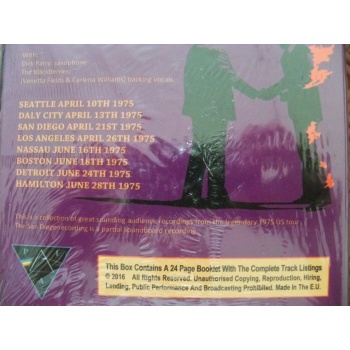 With:
Dick Parry: saxophone
The Blackberries:
(Venetta Fields & Carlena Williams) backing vocals
SEATTLE APRIL 10TH 1975
DALY CITY APRIL 13TH 1975
SAN DIEGO APRIL 21ST 1975
LOS ANGELES APRIL 26TH 1975
NASSAU JUNE 16TH 1975
BOSTON JUNE 18TH 1975
DETROIT JUNE 24TH 1975
HAMILTON JUNE 28TH 1975
This is a collection of great sounding audience recordings from the legendary 1975 US tour
The San Diego recording is a partial soundboard recording
This Box Contains A 24 Page Booklet With The Complete Track Listings
© 2016 All Rights Reserved. Unauthorised Copying, Reproduction, Hiring,
Lending, Public Performance And Broadcasting Prohibited. Made In The E.U.